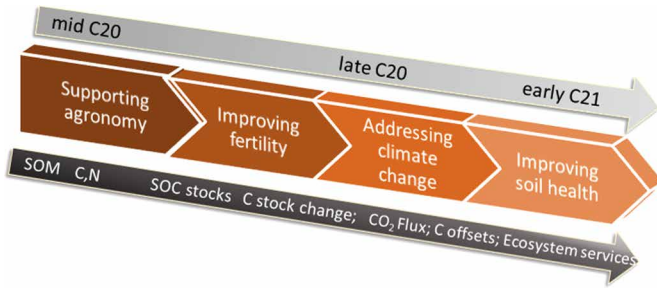 mid C20
late C20
early C21
Supporting
agronomy
Improving
fertility
Addressing
climate
change
Improving
soil health
SOM C,N SOC stocks C stock change; CO₂ Flux; C offsets; Ecosystem services